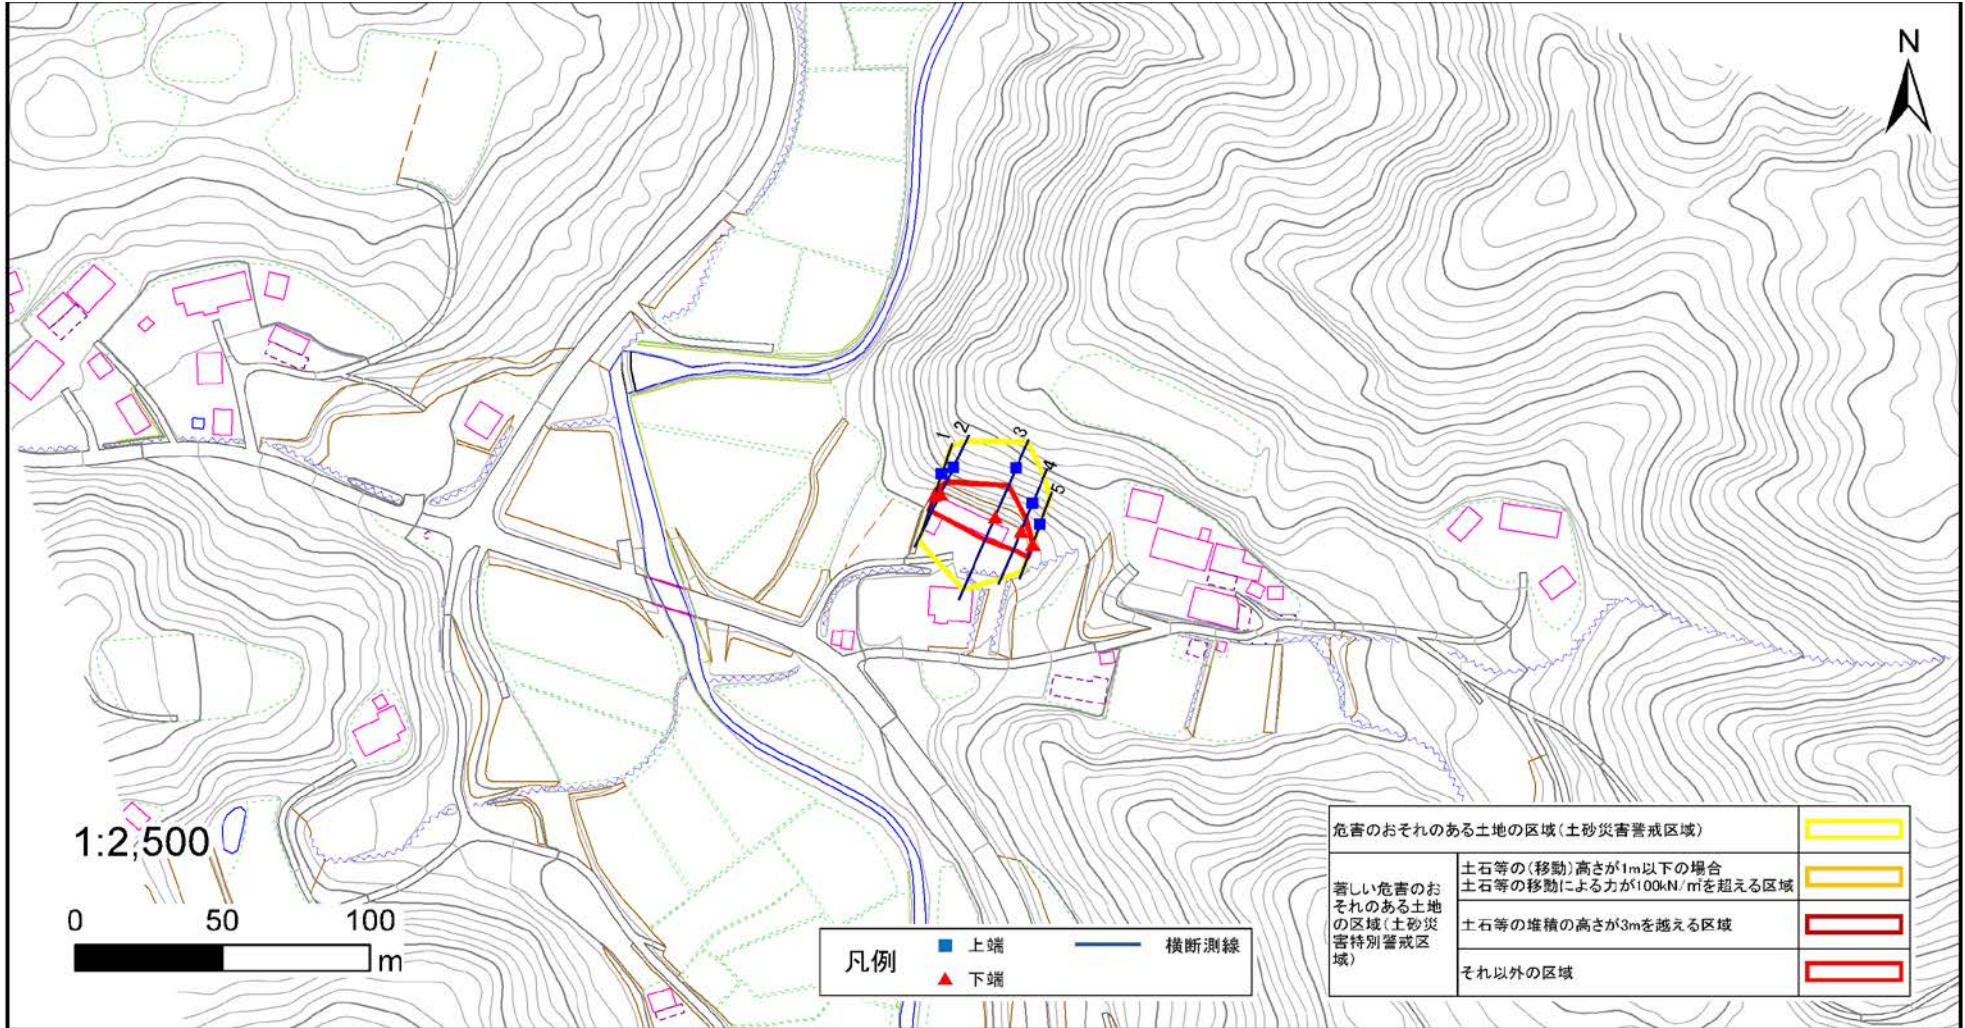 N
1
2
3
4
5
1:2,500
0 50 100
m
凡例
上端
横断測線
下端
危害のおそれのある土地の区域(土砂災害警戒区域)
著しい危害のお
それのある土地
の区域(土砂災
害特別警戒区
域)
土石等の(移動)高さが1m以下の場合
土石等の移動による力が100kN/㎡を超える区域
土石等の堆積の高さが3mを越える区域
それ以外の区域